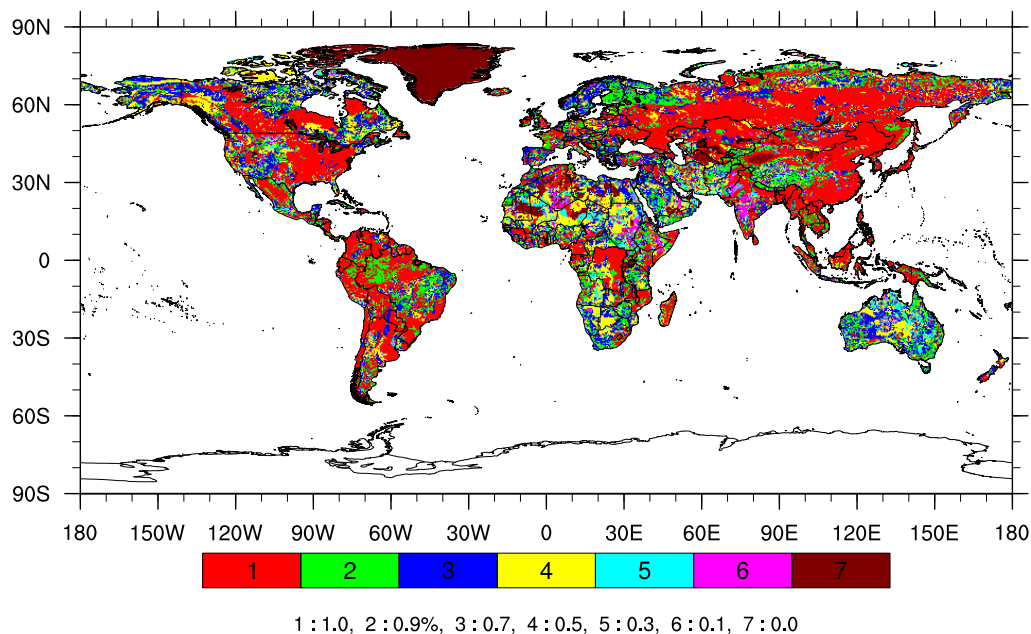 90N
60N
30N
0
30S
60S
90S
180 150W 120W 90W 60W 30W 0 30E 60E 90E 120E 150E 180
1 2 3 4 5 6 7
1 : 1.0, 2 : 0.9%, 3 : 0.7, 4 : 0.5, 5 : 0.3, 6 : 0.1, 7 : 0.0